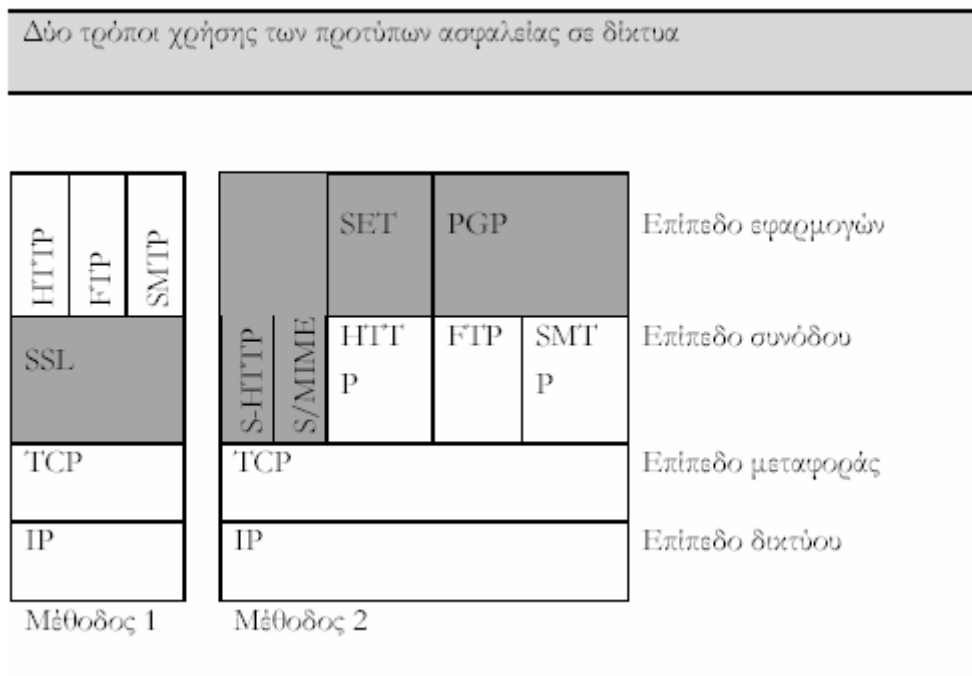 Δύο τρόποι χρήσης των προτύπων ασφαλείας σε δίκτυα
HTTP
FTP
SMTP
SSL
TCP
IP
Μέθοδος 1
S-HTTP
S/MIME
SET
PGP
HTT
P
FTP
SMT
P
TCP
IP
Μέθοδος 2
Επίπεδο εφαρμογών
Επίπεδο συνόδου
Επίπεδο μεταφοράς
Επίπεδο δικτύου